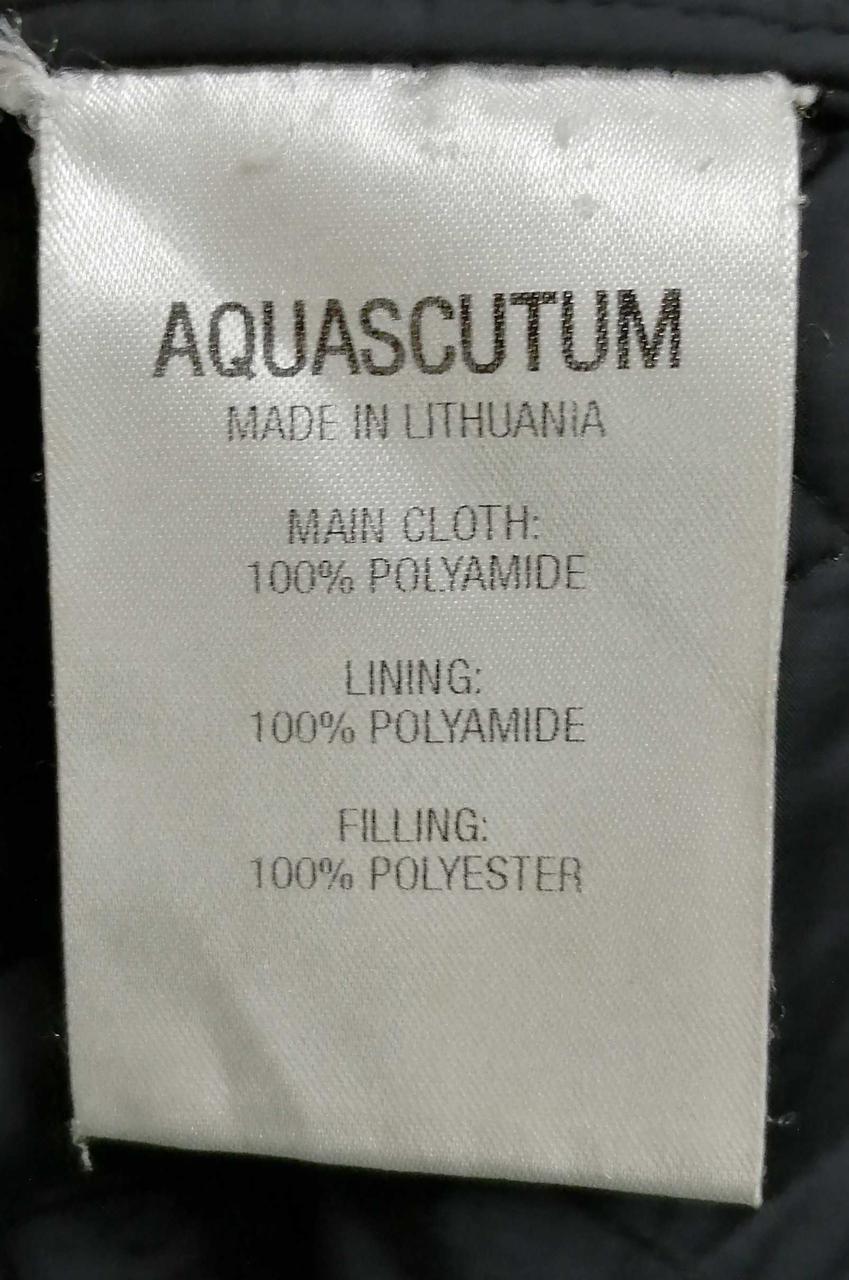 AQUASCUTUM
MADE IN LITHUANIA
MAIN CLOTH:
100% POLYAMIDE
LINING:
100% POLYAMIDE
FILLING:
100% POLYESTER